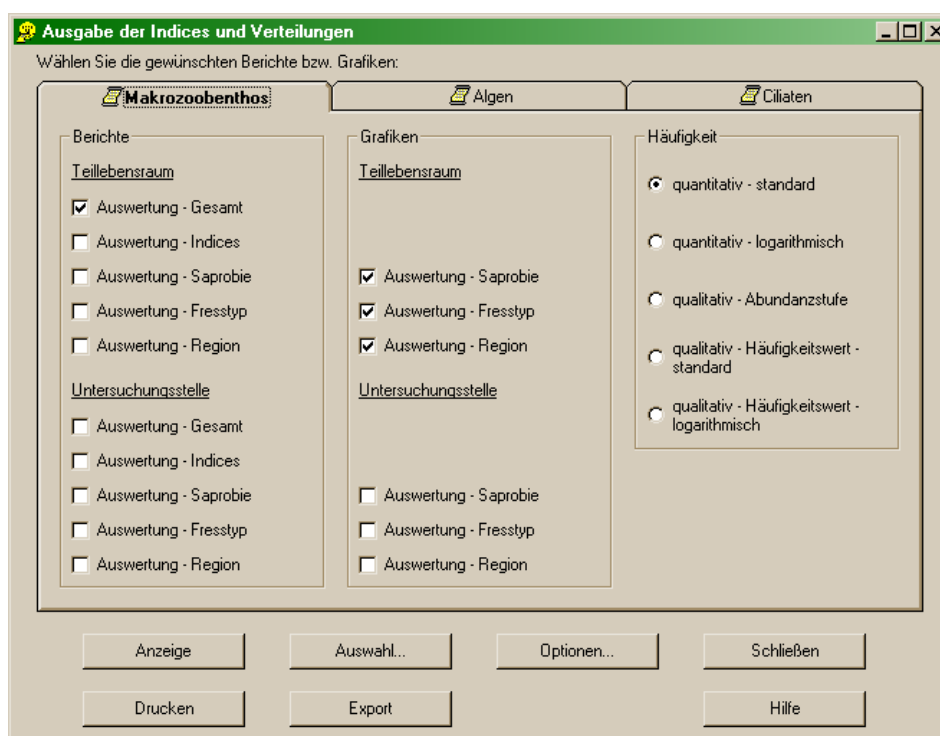 Ausgabe der Indices und Verteilungen
Wählen Sie die gewünschten Berichte bzw. Grafiken:
Makrozoobenthos
Algen
Ciliaten
Berichte
Teillebensraum
Auswertung - Gesamt
Auswertung - Indices
Auswertung - Saprobie
Auswertung - Fresstyp
Auswertung - Region
Untersuchungsstelle
Auswertung - Gesamt
Auswertung - Indices
Auswertung - Saprobie
Auswertung - Fresstyp
Auswertung - Region
Grafiken
Teillebensraum
Auswertung - Saprobie
Auswertung - Fresstyp
Auswertung - Region
Untersuchungsstelle
Auswertung - Saprobie
Auswertung - Fresstyp
Auswertung - Region
Häufigkeit
quantitativ - standard
quantitativ - logarithmisch
qualitativ - Abundanzstufe
qualitativ - Häufigkeitswert -
standard
qualitativ - Häufigkeitswert -
logarithmisch
Anzeige
Auswahl...
Optionen...
Schließen
Drucken
Export
Hilfe